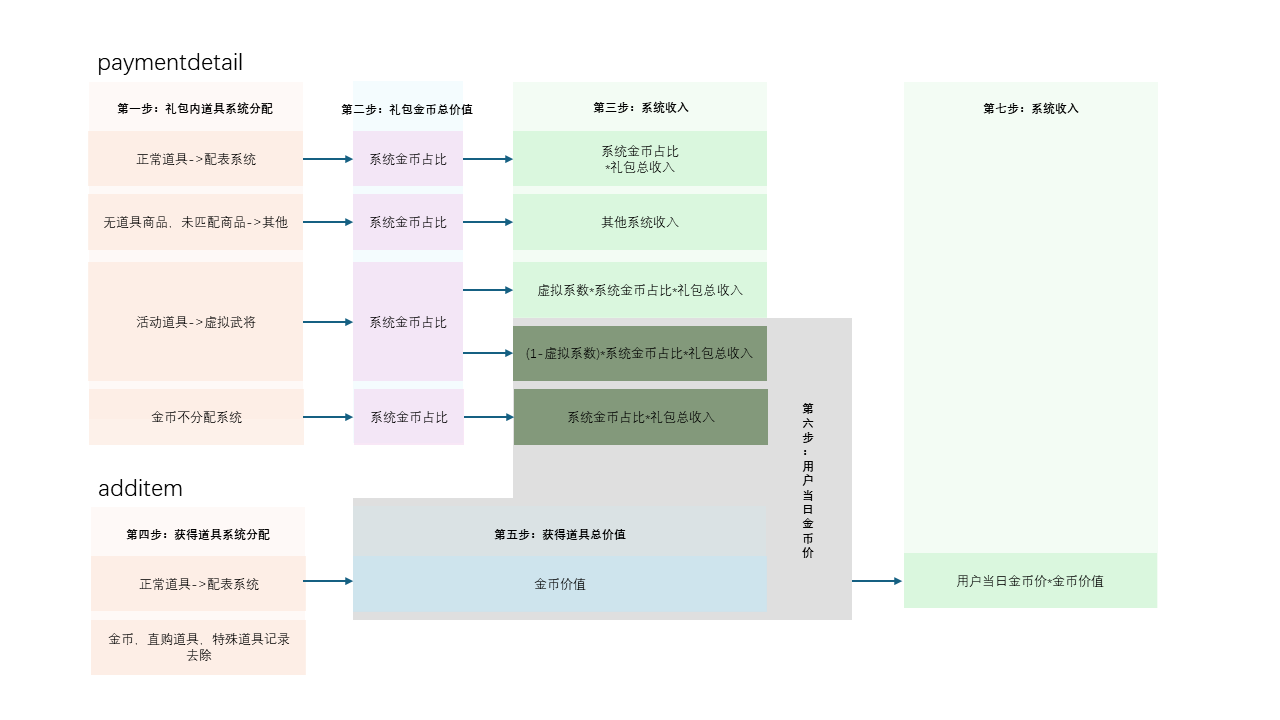 paymentdetail
第一步：礼包内道具系统分配
第二步：礼包金币总价值
第三步：系统收入
第七步：系统收入
正常道具->配表系统
系统金币占比
系统金币占比
*礼包总收入
无道具商品，未匹配商品->其他
系统金币占比
其他系统收入
活动道具->虚拟武将
系统金币占比
虚拟系数*系统金币占比*礼包总收入
(1-虚拟系数)*系统金币占比*礼包总收入
金币不分配系统
系统金币占比
系统金币占比*礼包总收入
第六步：用户当日金币价
additem
第四步：获得道具系统分配
第五步：获得道具总价值
正常道具->配表系统
金币价值
用户当日金币价*金币价值
金币，直购道具，特殊道具记录
去除